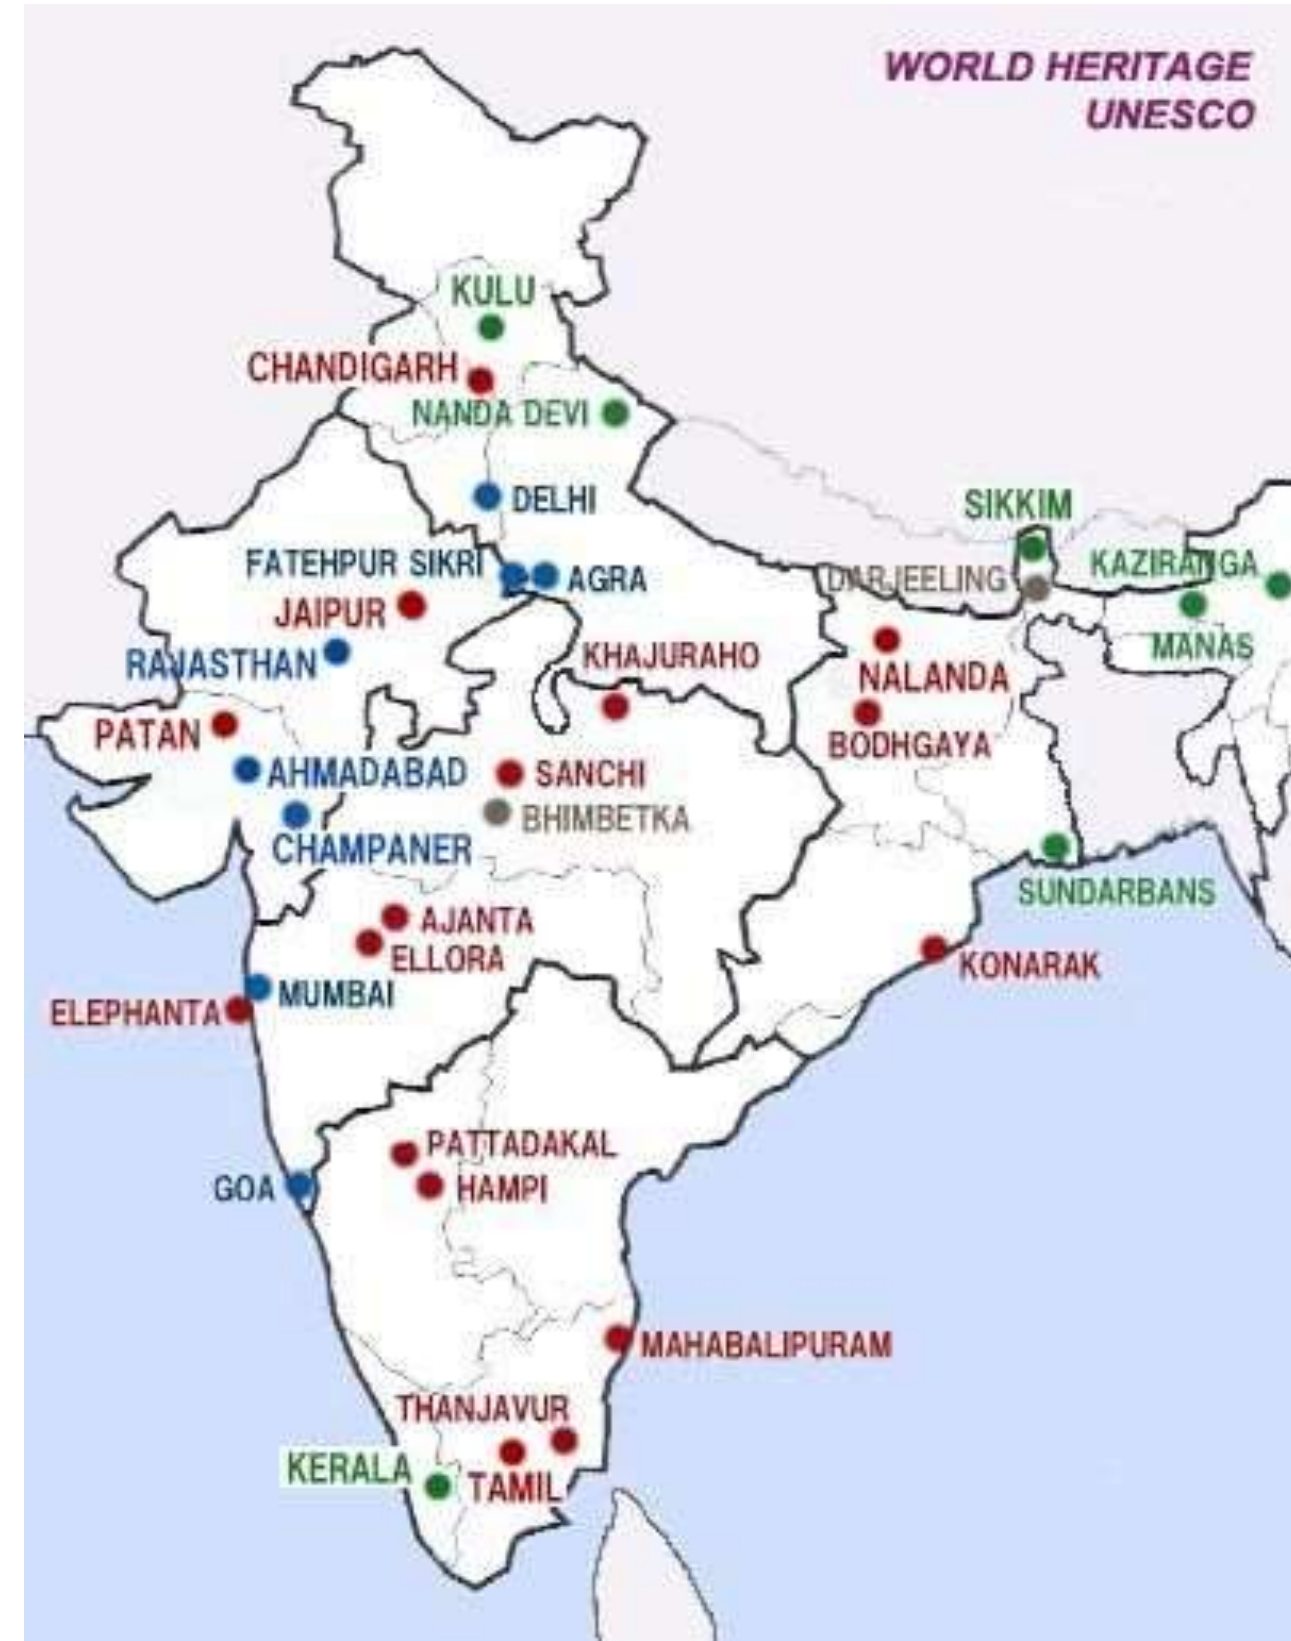 WORLD HERITAGE
UNESCO
KULU
CHANDIGARH
NANDA DEVI
DELHI
SIKKIM
FATEHPUR SIKRI
AGRA
DARJEELING
KAZIRANGA
JAIPUR
RAJASTHAN
KHAJURAHO
MANAS
NALANDA
PATAN
BODHGAYA
AHMADABAD
SANCHI
BHIMBETKA
CHAMPANER
SUNDARBANS
AJANTA
ELLORA
KONARAK
MUMBAI
ELEPHANTA
PATTADAKAL
GOA
HAMPI
MAHABALIPURAM
THANJAVUR
KERALA
TAMIL